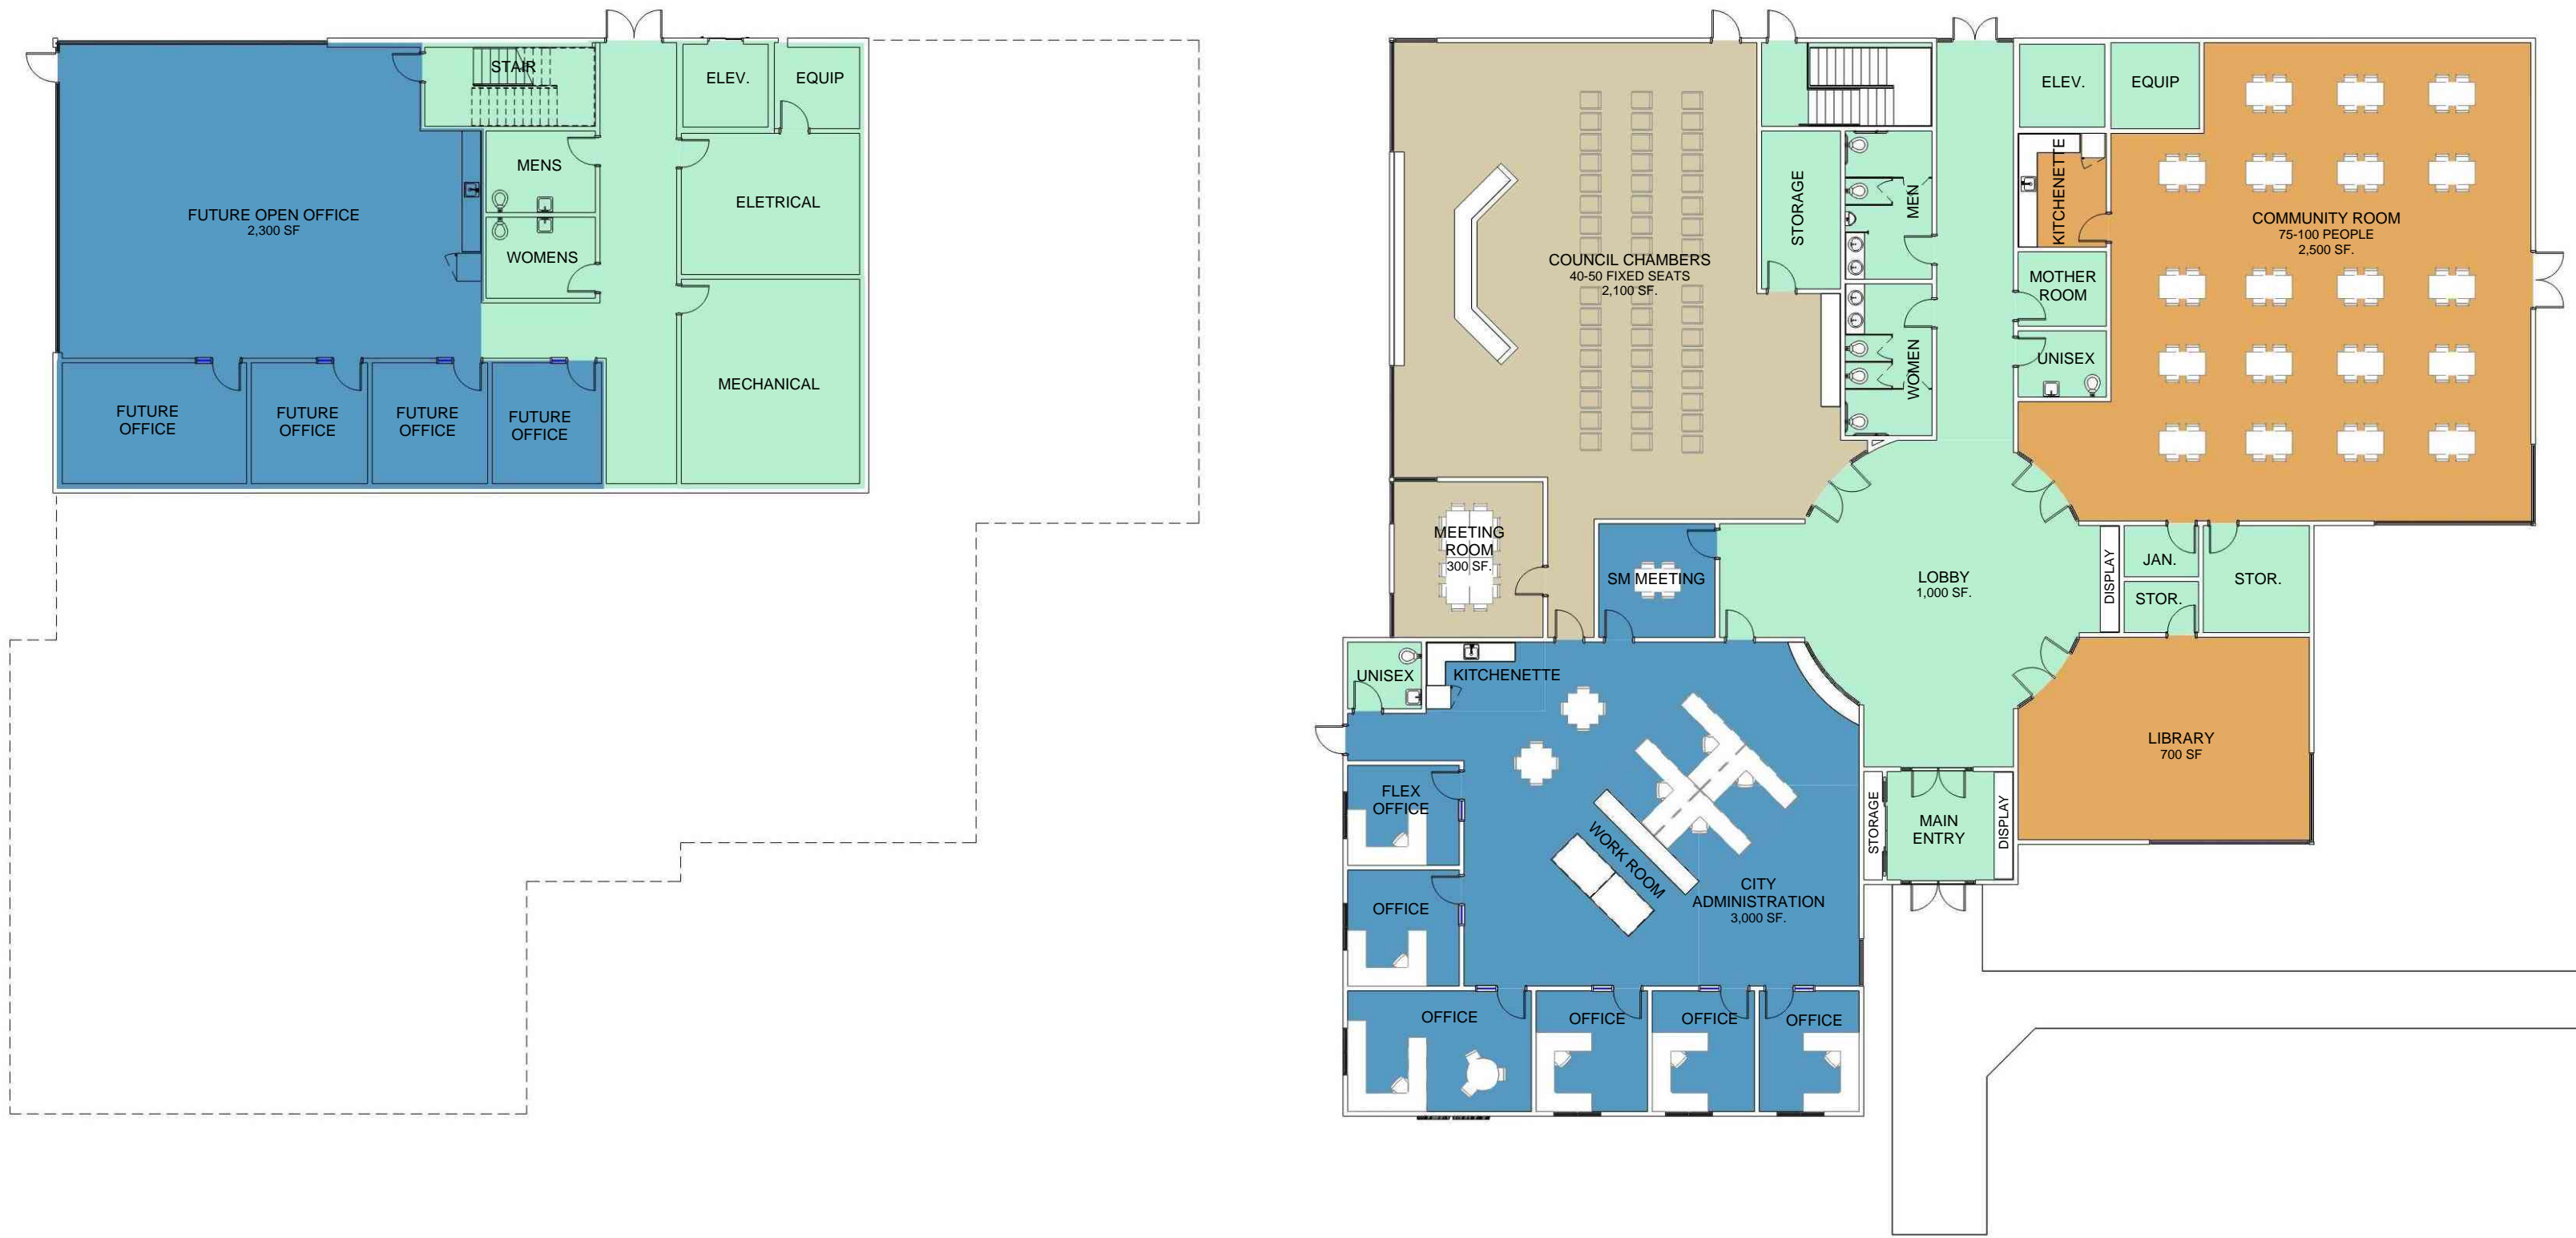 STAIR
ELEV.
EQUIP
MENS
ELETRICAL
FUTURE OPEN OFFICE
2,300 SF
WOMENS
MECHANICAL
FUTURE
OFFICE
FUTURE
OFFICE
FUTURE
OFFICE
FUTURE
OFFICE
ELEV.
EQUIP
KITCHENETTE
STORAGE
MEN
COMMUNITY ROOM
75-100 PEOPLE
2,500 SF.
COUNCIL CHAMBERS
40-50 FIXED SEATS
2,100 SF.
MOTHER
ROOM
WOMEN
UNISEX
MEETING
ROOM
300 SF.
SM MEETING
LOBBY
1,000 SF.
DISPLAY
JAN.
STOR.
STOR.
UNISEX
KITCHENETTE
LIBRARY
700 SF
FLEX
OFFICE
WORK ROOM
STORAGE
MAIN
ENTRY
DISPLAY
OFFICE
CITY
ADMINISTRATION
3,000 SF.
OFFICE
OFFICE
OFFICE
OFFICE